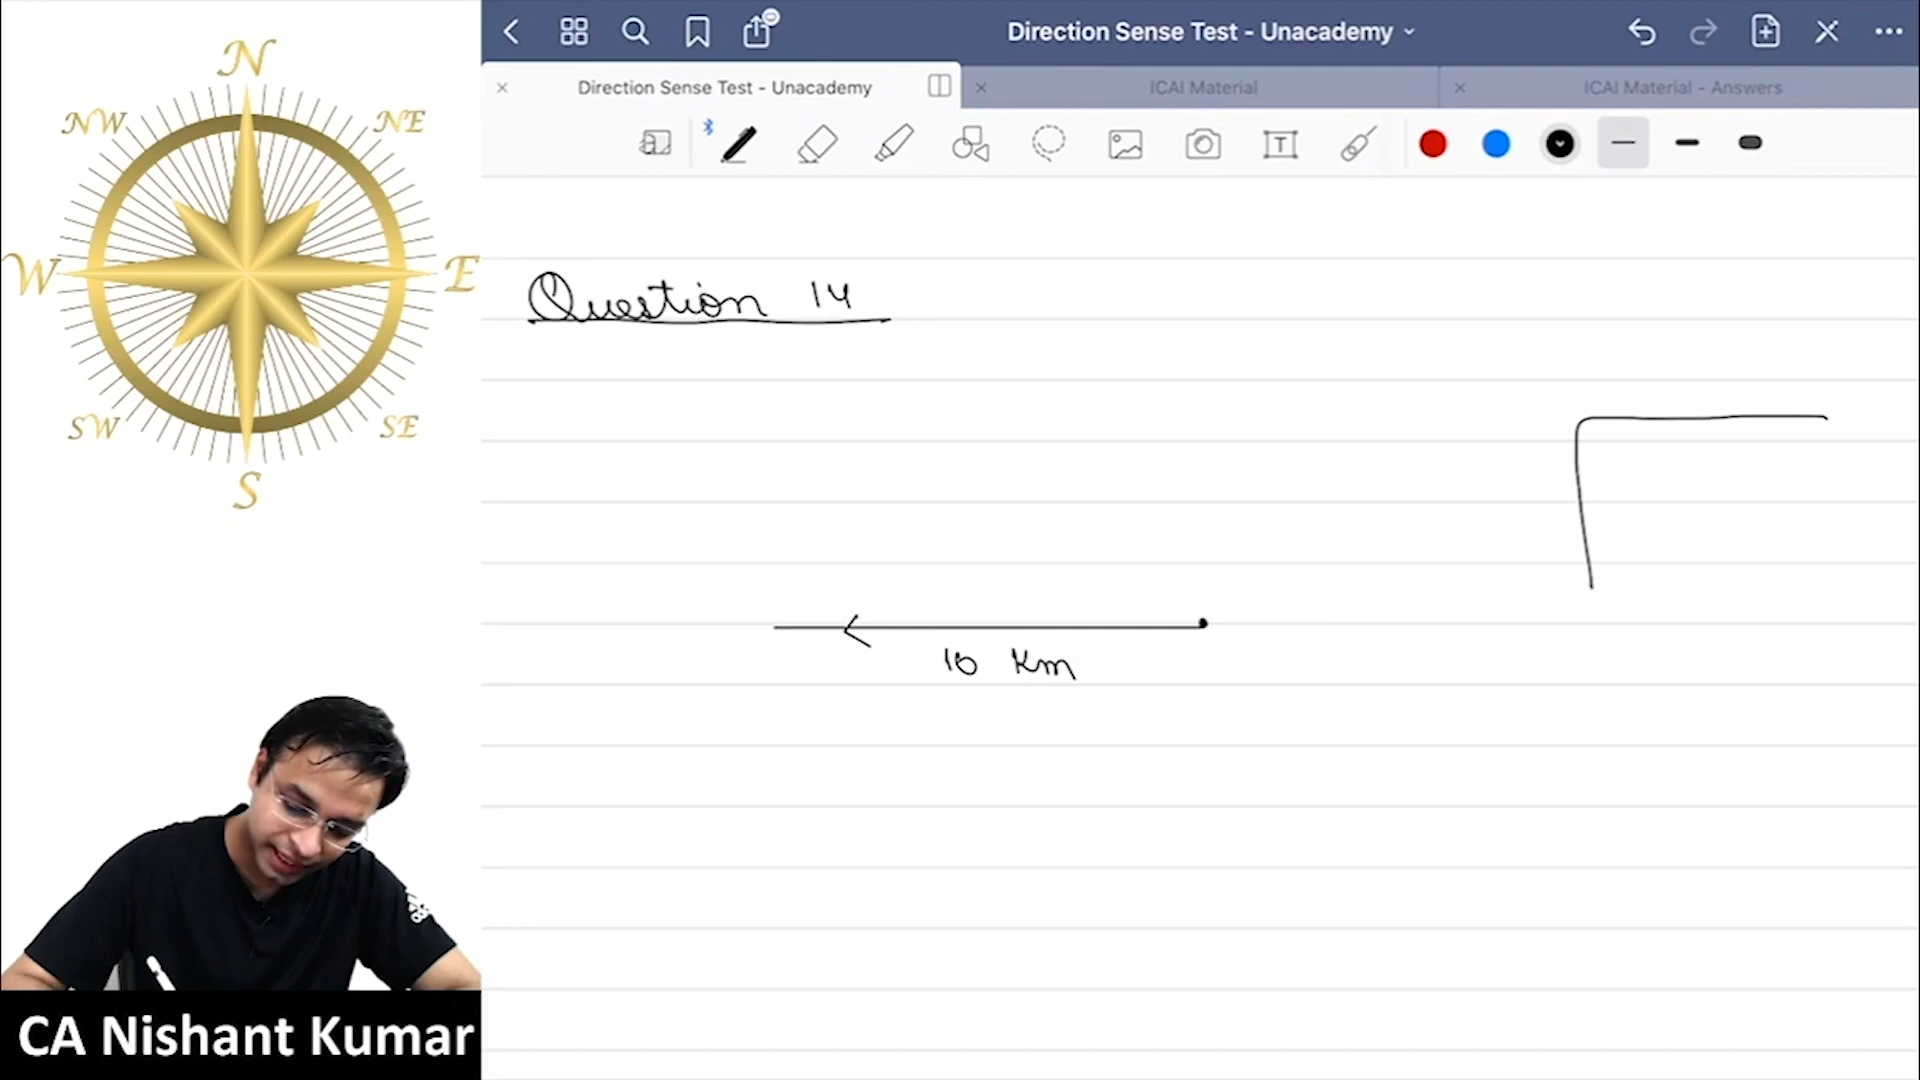 N
NW NE
W E
SW SE
S
Direction Sense Test - Unacademy
Direction Sense Test - Unacademy
ICAI Material
ICAI Material - Answers
T
Question 14
10 Km
CA Nishant Kumar